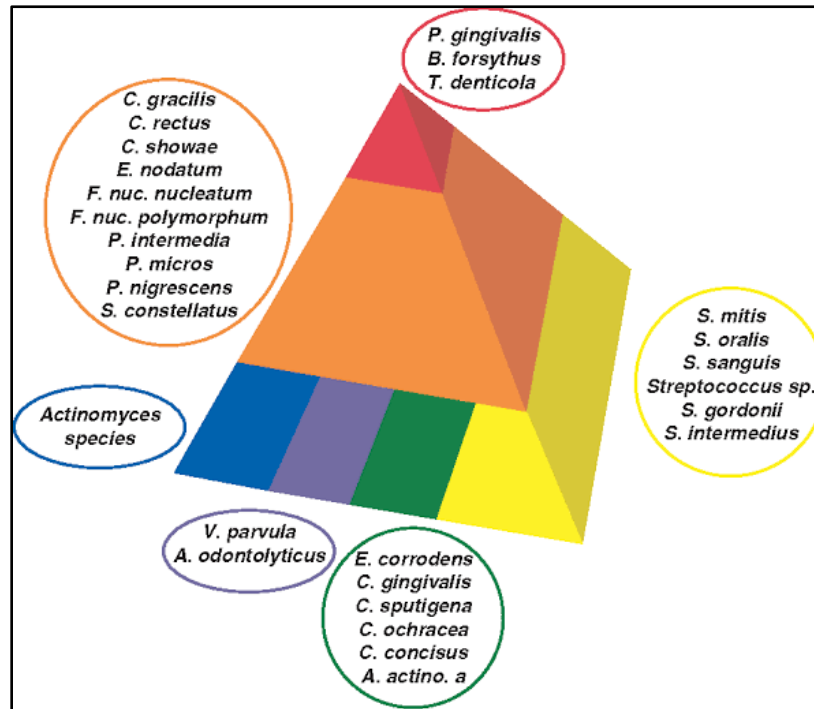 P. gingivalis
B. forsythus
T. denticola
C. gracilis
C. rectus
C. showae
E. nodatum
F. nuc. nucleatum
F. nuc. polymorphum
P. intermedia
P. micros
P. nigrescens
S. constellatus
S. mitis
S. oralis
S. sanguis
Streptococcus sp.
S. gordonii
S. intermedius
Actinomyces
species
V. parvula
A. odontolyticus
E. corrodens
C. gingivalis
C. sputigena
C. ochracea
C. concisus
A. actino. a